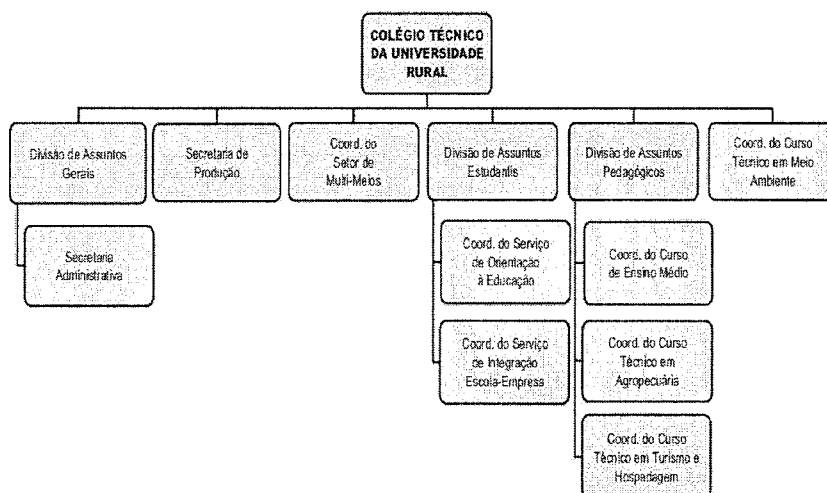 COLÉGIO TÉCNICO
DA UNIVERSIDADE
RURAL
Divisão de Assuntos
Gerais
Secretaria de
Produção
Coord. do
Setor de
Multi-Meios
Divisão de Assuntos
Estudantis
Divisão de Assuntos
Pedagógicos
Coord. do Curso
Técnico em Meio
Ambiente
Secretaria
Administrativa
Coord. do Serviço
de Orientação
à Educação
Coord. do Curso
de Ensino Médio
Coord. do Serviço
de Integração
Escola-Empresa
Coord. do Curso
Técnico em
Agropecuária
Coord. do Curso
Técnico em Turismo e
Hospedagem